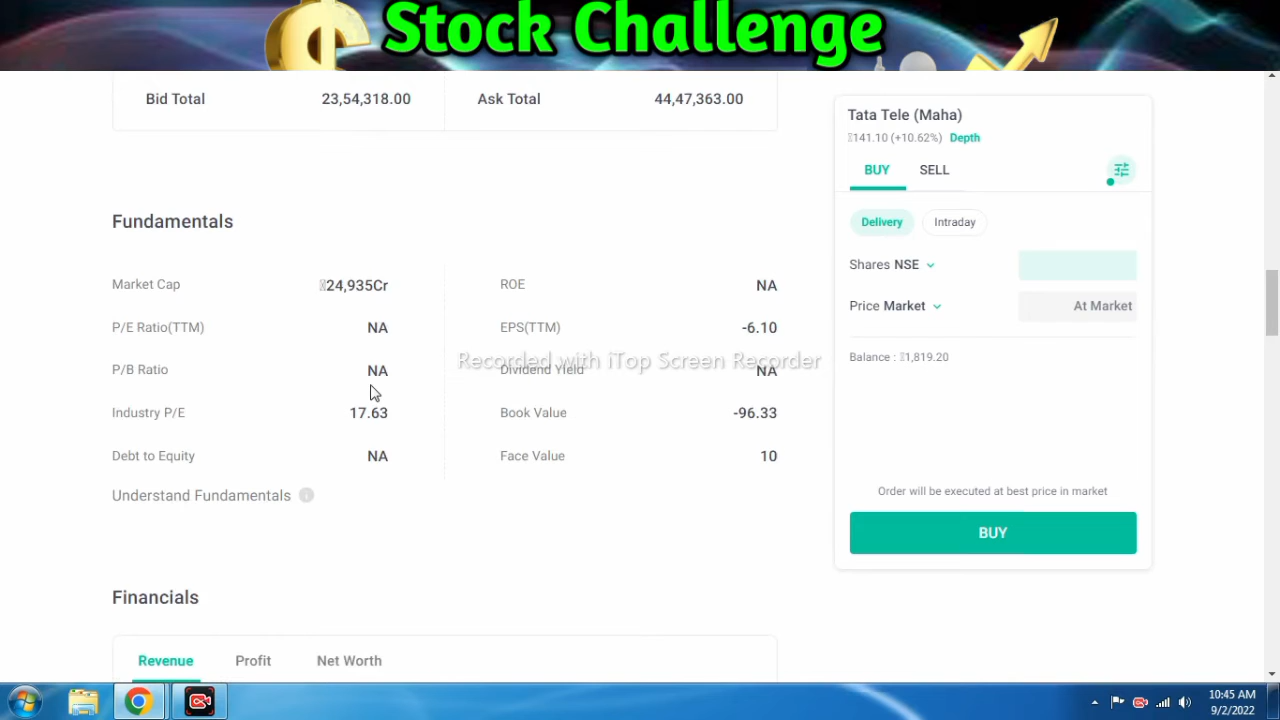 Stock Challenge
Bid Total 23,54,318.00 Ask Total 44,47,363.00
Tata Tele (Maha)
141.10 (+10.62%) Depth
BUY SELL
Fundamentals
Delivery Intraday
Shares NSE
Market Cap 24,935Cr ROE NA
Price Market At Market
P/E Ratio(TTM) NA EPS(TTM) -6.10
Recorded with iTop Screen Recorder
Balance : 1,819.20
P/B Ratio NA Dividend Yield NA
Industry P/E 17.63 Book Value -96.33
Debt to Equity NA Face Value 10
Understand Fundamentals
Order will be executed at best price in market
BUY
Financials
Revenue Profit Net Worth
10:45 AM
9/2/2022